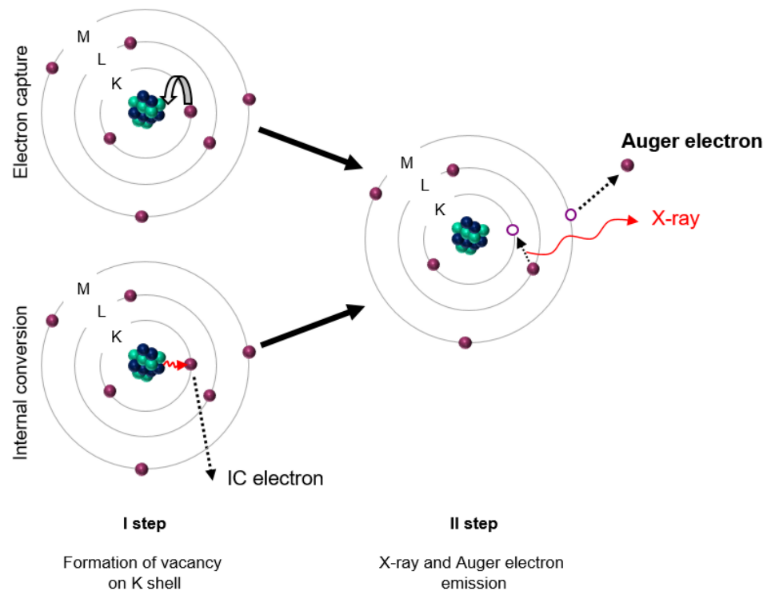 Electron capture
M
L
K
M
L
K
Auger electron
X-ray
Internal conversion
M
L
K
IC electron
I step
II step
Formation of vacancy
on K shell
X-ray and Auger electron
emission